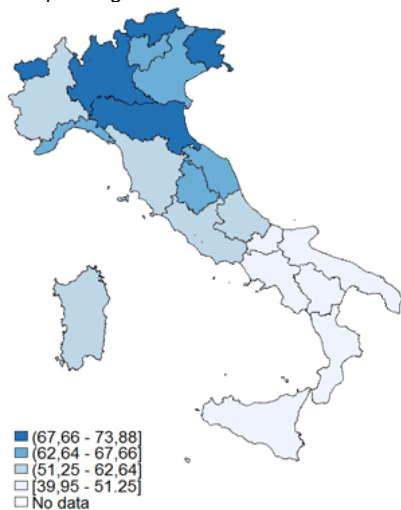 (67,66 - 73,88]
(62,64 - 67,66]
(51,25 - 62,64]
[39,95 - 51.25]
No data